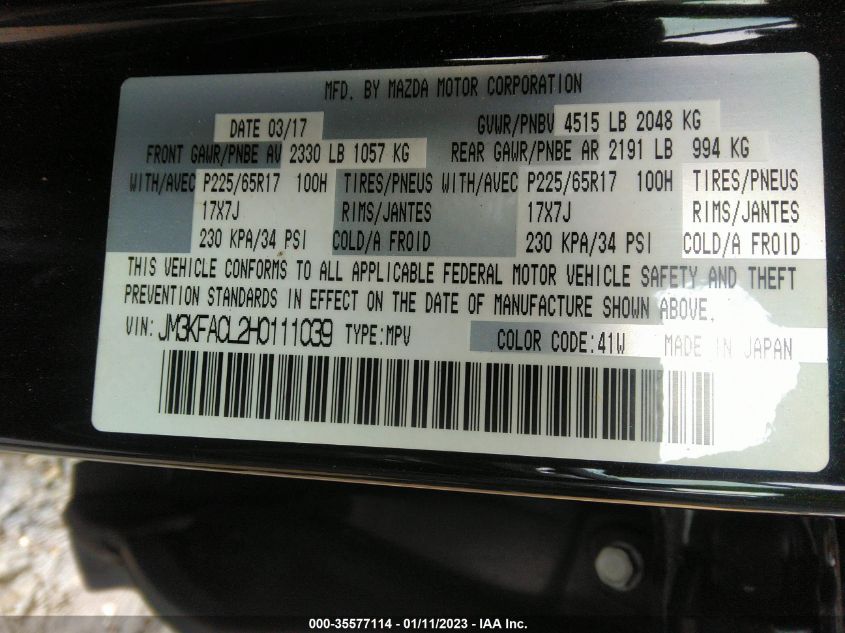 MFD. BY MAZDA MOTOR CORPORATION
DATE 03/17 GVWR/PNBV 4515 LB 2048 KG
FRONT GAWR/PNBE AV 2330 LB 1057 KG REAR GAWR/PNBE AR 2191 LB 994 KG
WITH/AVEC P225/65R17 100H TIRES/PNEUS WITH/AVEC P225/65R17 100H TIRES/PNEUS
17X7J RIMS/JANTES 17X7J RIMS/JANTES
230 KPA/34 PSI COLD/A FROID 230 KPA/34 PSI COLD/A FROID
THIS VEHICLE CONFORMS TO ALL APPLICABLE FEDERAL MOTOR VEHICLE SAFETY AND THEFT
PREVENTION STANDARDS IN EFFECT ON THE DATE OF MANUFACTURE SHOWN ABOVE.
VIN: JM3KFACL2H0111039 TYPE:MPV COLOR CODE:41W MADE IN JAPAN
000-35577114 - 01/11/2023 - IAA Inc.